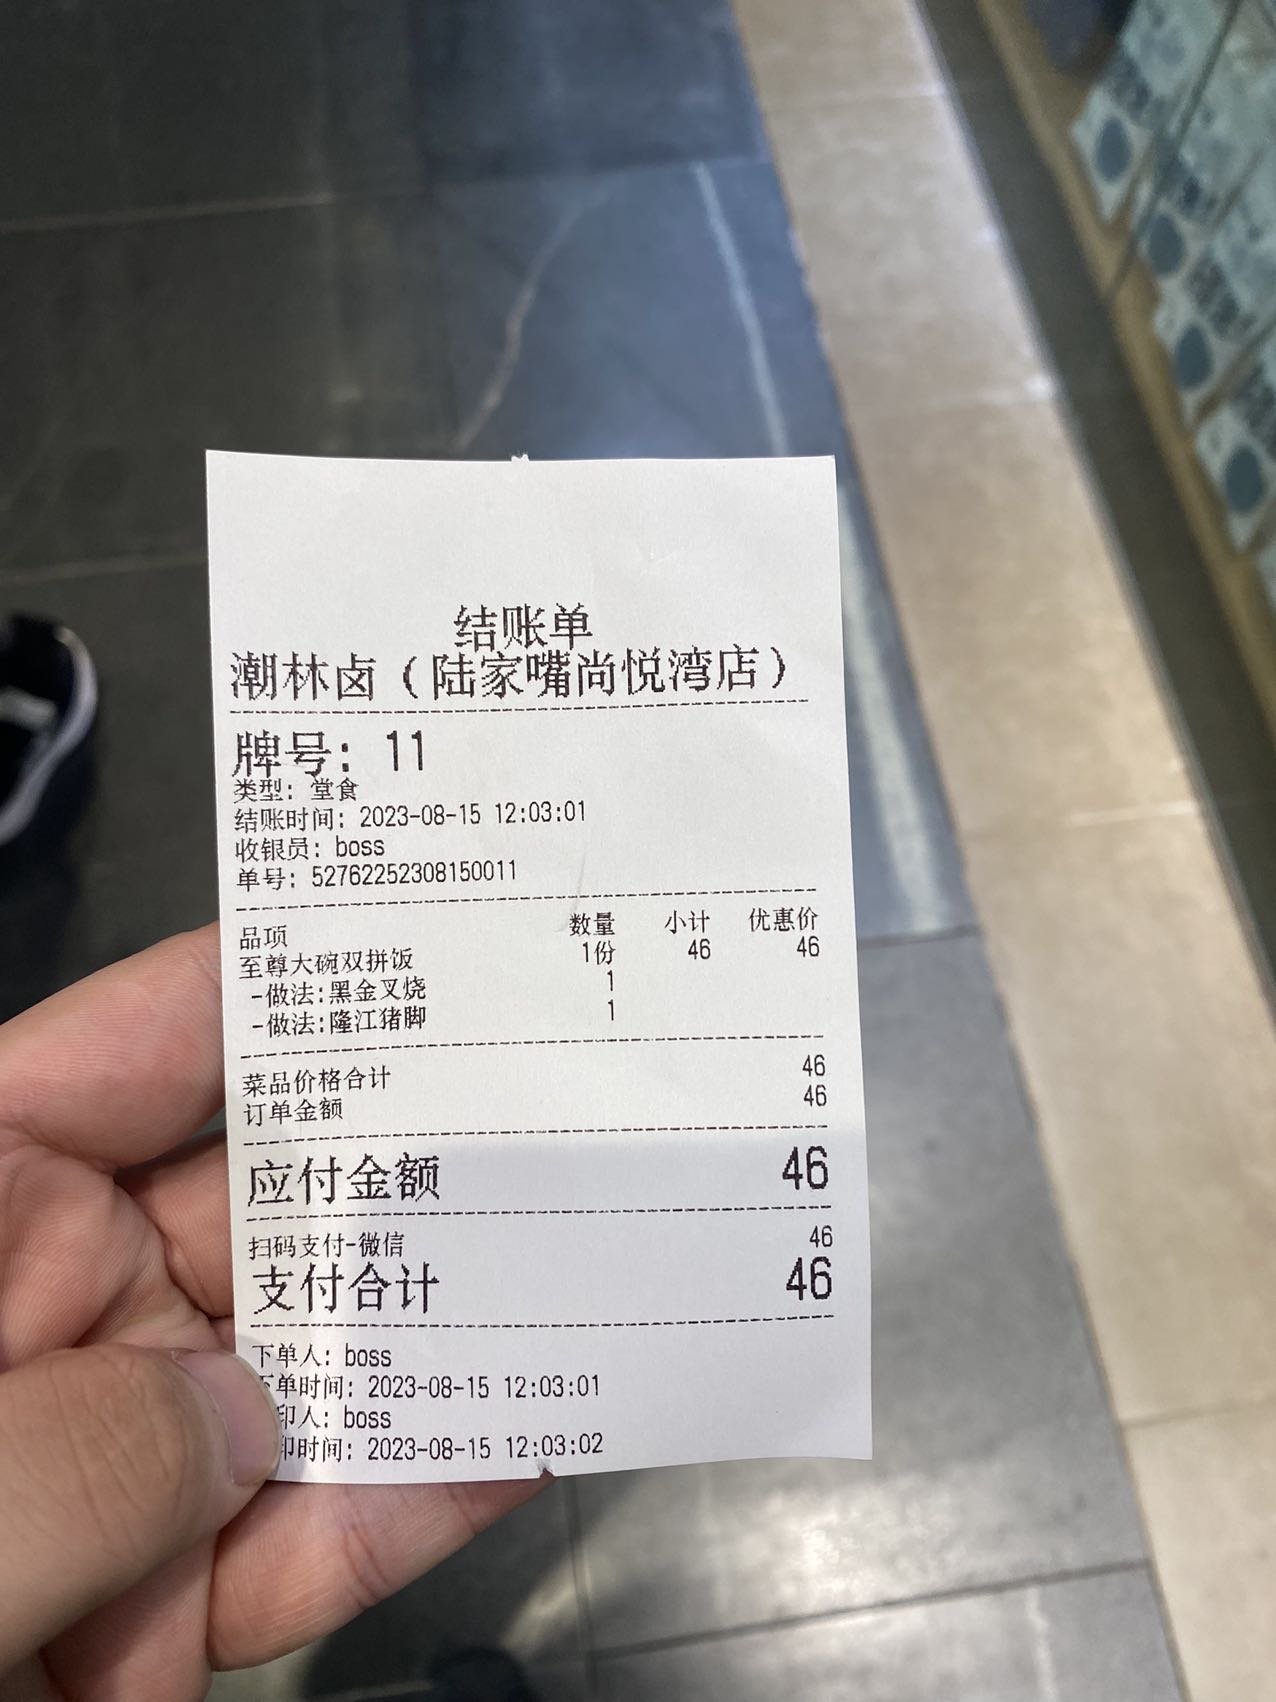 结账单
潮林卤（陆家嘴尚悦湾店）
牌号: 11
类型: 堂食
结账时间: 2023-08-15 12:03:01
收银员: boss
单号: 52762252308150011
品项 数量 小计 优惠价
至尊大碗双拼饭 1份 46 46
-做法:黑金叉烧 1
-做法:隆江猪脚 1
菜品价格合计 46
订单金额 46
应付金额 46
扫码支付-微信 46
支付合计 46
下单人: boss
下单时间: 2023-08-15 12:03:01
印人: boss
印时间: 2023-08-15 12:03:02